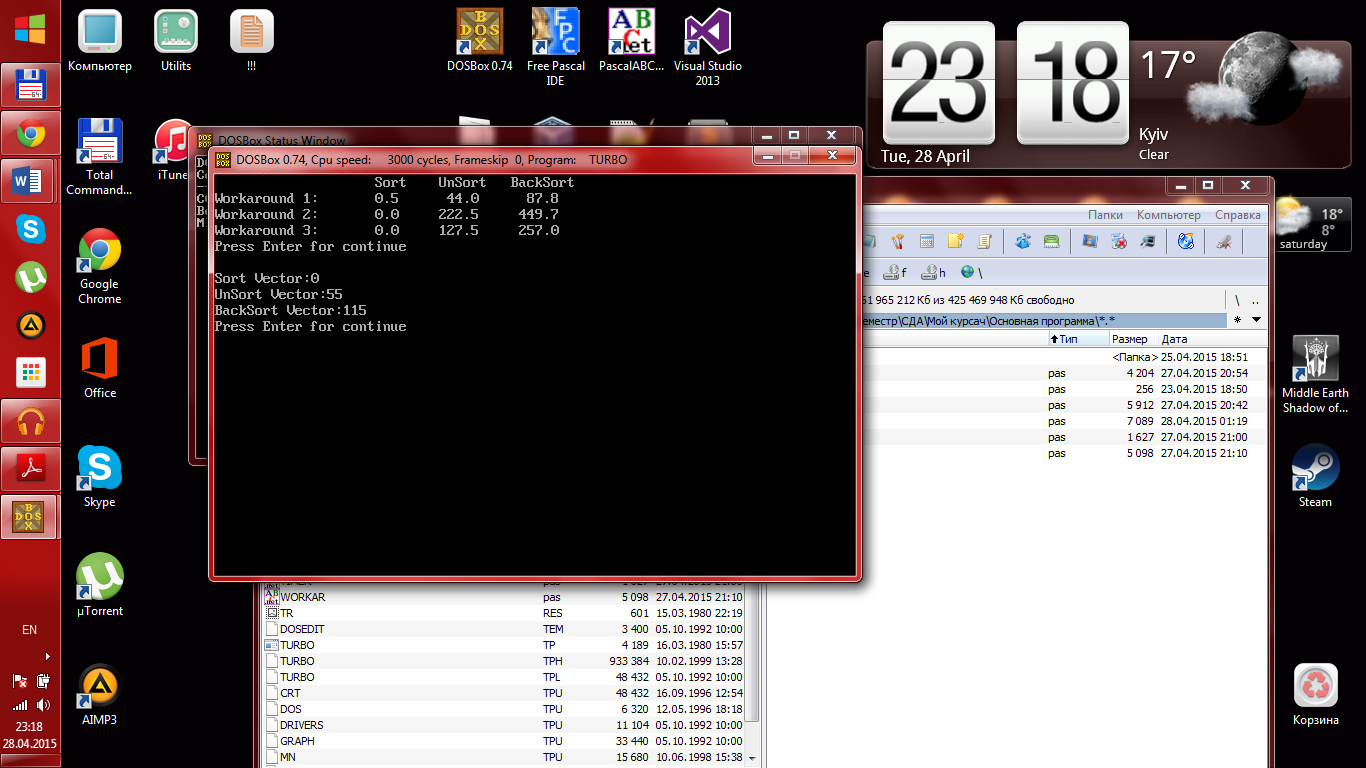 Компьютер
Utilits
!!!
DOSBox 0.74
Free Pascal IDE
PascalABC...
Visual Studio 2013
23 18
17°
Kyiv
Clear
Tue, 28 April
Total Command...
iTune
Google Chrome
Office
Skype
µTorrent
AIMP3
EN
23:18
28.04.2015
DOSBox Status Window
DOSBox 0.74, Cpu speed: 3000 cycles, Frameskip 0, Program: TURBO
Sort UnSort BackSort
Workaround 1: 0.5 44.0 87.8
Workaround 2: 0.0 222.5 449.7
Workaround 3: 0.0 127.5 257.0
Press Enter for continue
Sort Vector:0
UnSort Vector:55
BackSort Vector:115
Press Enter for continue
Папки Компьютер Справка
f h \
965 212 Кб из 425 469 948 Кб свободно \ ..
еместр\СДА\Мой курсач\Основная программа\*.* *
Тип Размер Дата
<Папка> 25.04.2015 18:51
pas 4 204 27.04.2015 20:54
pas 256 23.04.2015 18:50
pas 5 912 27.04.2015 20:42
pas 7 089 28.04.2015 01:19
pas 1 627 27.04.2015 21:00
pas 5 098 27.04.2015 21:10
WORKAR pas 5 098 27.04.2015 21:10
TR RES 601 15.03.1980 22:19
DOSEDIT TEM 3 400 05.10.1992 10:00
TURBO TP 4 189 16.03.1980 15:57
TURBO TPH 933 384 10.02.1999 13:28
TURBO TPL 48 432 05.10.1992 10:00
CRT TPU 48 432 16.09.1996 12:54
DOS TPU 6 320 12.05.1996 18:18
DRIVERS TPU 11 104 05.10.1992 10:00
GRAPH TPU 33 440 05.10.1992 10:00
MN TPU 15 680 10.06.1998 15:38
18°
8°
saturday
Middle Earth Shadow of...
Steam
Корзина